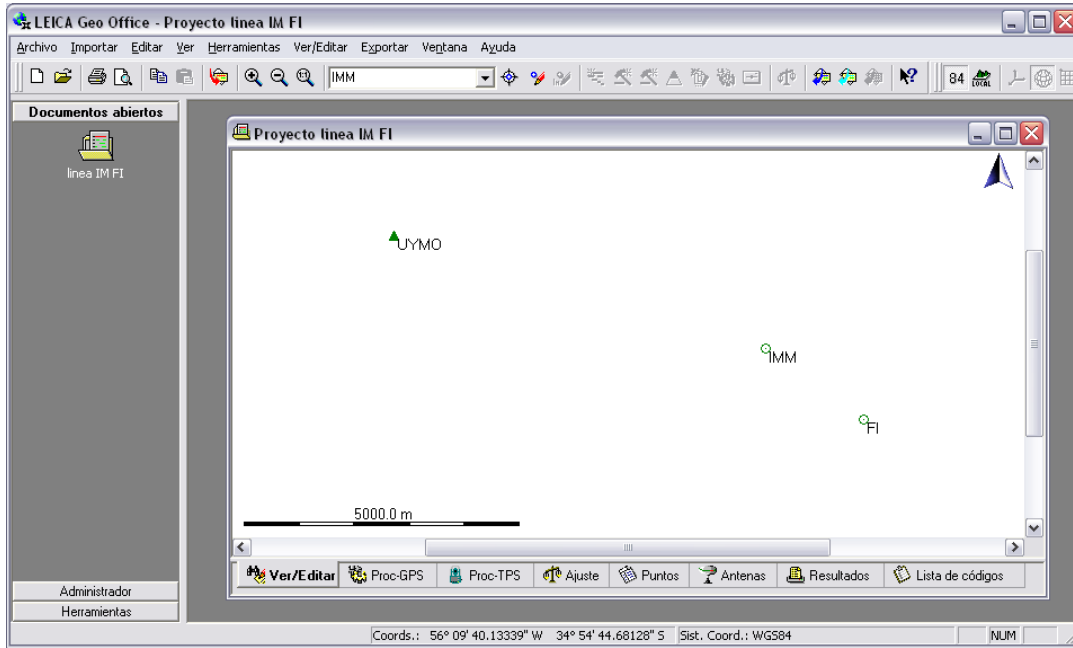 LEICA Geo Office - Proyecto linea IM FI
Archivo Importar Editar Ver Herramientas Ver/Editar Exportar Ventana Ayuda
IMM
84
LOCAL
Documentos abiertos
linea IM FI
Proyecto linea IM FI
UYMO
IMM
FI
5000.0 m
Ver/Editar Proc-GPS Proc-TPS Ajuste Puntos Antenas Resultados Lista de códigos
Administrador
Herramientas
Coords.: 56° 09' 40.13339" W 34° 54' 44.68128" S Sist. Coord.: WGS84 NUM